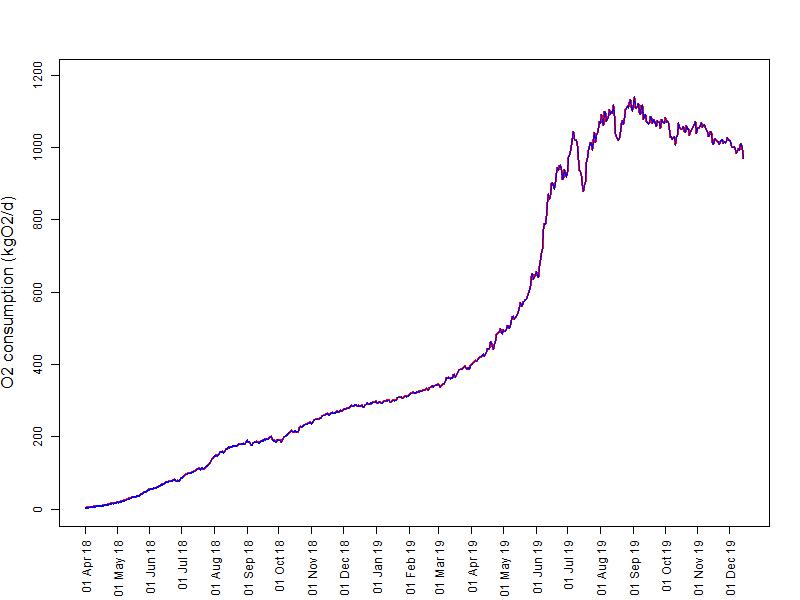 O2 consumption (kgO2/d)
1200
1000
800
600
400
200
0
01 Apr 18
01 May 18
01 Jun 18
01 Jul 18
01 Aug 18
01 Sep 18
01 Oct 18
01 Nov 18
01 Dec 18
01 Jan 19
01 Feb 19
01 Mar 19
01 Apr 19
01 May 19
01 Jun 19
01 Jul 19
01 Aug 19
01 Sep 19
01 Oct 19
01 Nov 19
01 Dec 19